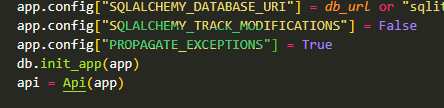 app.config["SQLALCHEMY_DATABASE_URI"] = db_url or "sqlit
app.config["SQLALCHEMY_TRACK_MODIFICATIONS"] = False
app.config["PROPAGATE_EXCEPTIONS"] = True
db.init_app(app)
api = Api(app)